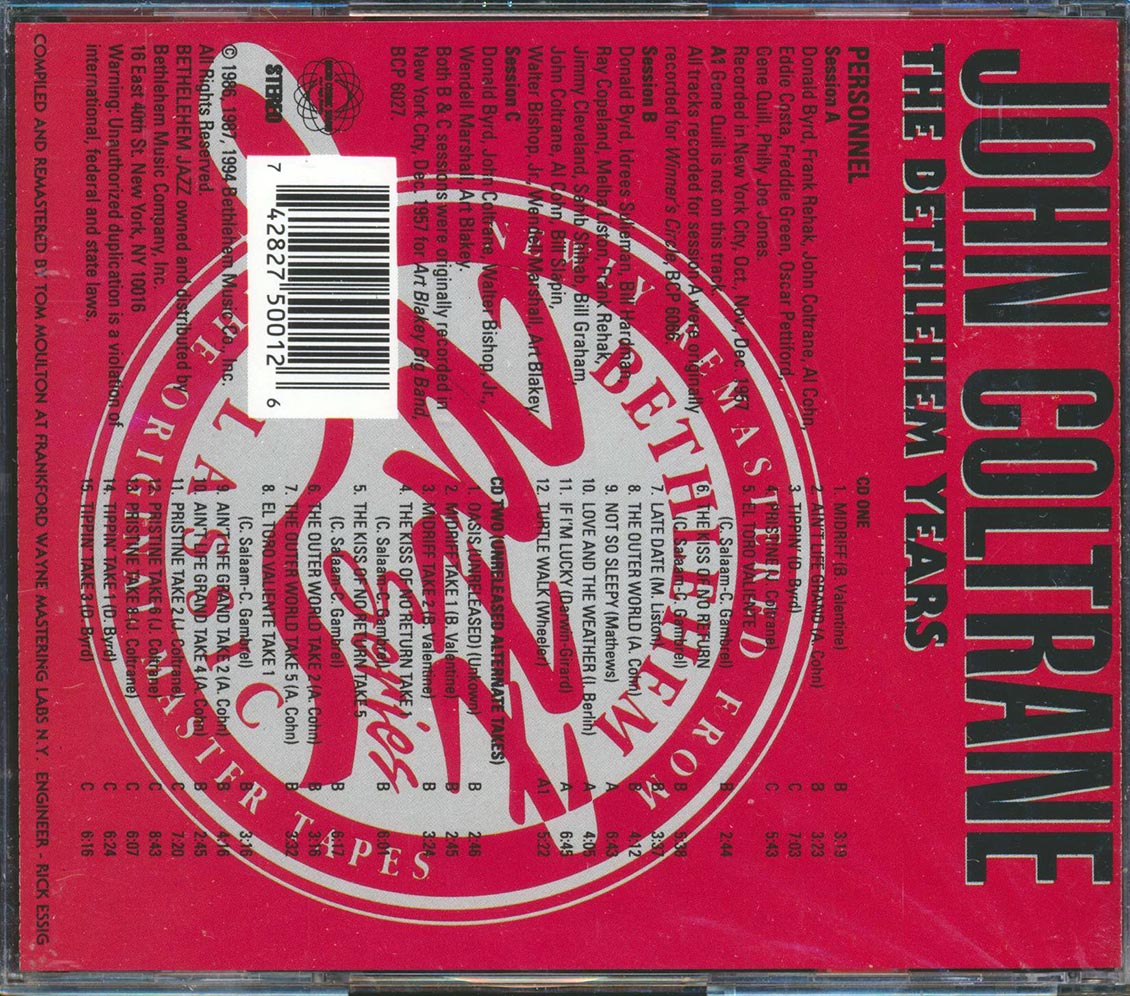 JOHN COLTRANE
THE BETHLEHEM YEARS
PERSONNEL
Session A
Donald Byrd, Frank Rehak, John Coltrane, Al Cohn,
Eddie Costa, Freddie Green, Oscar Pettiford,
Gene Quill, Philly Joe Jones.
Recorded in New York City, Oct., Nov., Dec. 1957
A1 Gene Quill is not on this track.
All tracks recorded for session A were originally
recorded for Winner's Circle, BCP 6066
Session B
Donald Byrd, Idrees Sulieman, Bill Hardman,
Ray Copeland, Melba Liston, Frank Rehak,
Jimmy Cleveland, Sahib Shihab, Bill Graham,
John Coltrane, Al Cohn, Bill Slapin,
Walter Bishop, Jr., Wendell Marshall, Art Blakey.
Session C
Donald Byrd, John Coltrane, Walter Bishop, Jr.,
Wendell Marshall, Art Blakey.
Both B & C sessions were originally recorded in
New York City, Dec. 1957 for Art Blakey Big Band,
BCP 6027.
STEREO
© 1986, 1987, 1994 Bethlehem Music Co., Inc.
All Rights Reserved.
BETHELEHEM JAZZ owned and distributed by
Bethlehem Music Company, Inc.
16 East 40th St. New York, NY 10016
Warning: Unauthorized duplication is a violation of
international, federal and state laws.
CD ONE
1. MIDRIFF (B. Valentine) B 3:19
2. AIN'T LIFE GRAND (A. Cohn) B 3:23
3. TIPPIN' (D. Byrd) C 7:03
4. PRISTINE (J. Coltrane) C 5:43
5. EL TORO VALIENTE
(C. Salaam-C. Gambrel) B 2:44
6. THE KISS OF NO RETURN
(C. Salaam-C. Gambrel) B 5:38
7. LATE DATE (M. Liston) B 3:37
8. THE OUTER WORLD (A. Cohn) B 4:12
9. NOT SO SLEEPY (Mathews) A 6:43
10. LOVE AND THE WEATHER (I. Berlin) A 4:05
11. IF I'M LUCKY (Darwin-Girard) A 6:45
12. TURTLE WALK (Wheeler) A1 5:22
CD TWO (UNRELEASED ALTERNATE TAKES)
1. OASIS (UNRELEASED) (Unkown) B 2:46
2. MIDRIFF TAKE 1 (B. Valentine) B 2:45
3. MIDRIFF TAKE 2 (B. Valentine) B 3:24
4. THE KISS OF NO RETURN TAKE 1
(C. Salaam-C. Gambrel) B 6:01
5. THE KISS OF NO RETURN TAKE 5
(C. Salaam-C. Gambrel) B 6:17
6. THE OUTER WORLD TAKE 2 (A. Cohn) B 3:16
7. THE OUTER WORLD TAKE 5 (A. Cohn) B 3:32
8. EL TORO VALIENTE TAKE 1
(C. Salaam-C. Gambrel) B 3:16
9. AIN'T LIFE GRAND TAKE 2 (A. Cohn) B 4:16
10. AIN'T LIFE GRAND TAKE 4 (A. Cohn) B 2:45
11. PRISTINE TAKE 2 (J. Coltrane) C 7:20
12. PRISTINE TAKE 6 (J. Coltrane) C 8:43
13. PRISTIN TAKE 8 (J. Coltrane) C 6:07
14. TIPPIN' TAKE 1 (D. Byrd) C 6:24
15. TIPPIN' TAKE 3 (D. Byrd) C 6:16
NEWLY REMASTERED FROM THE ORIGINAL MASTER TAPES
BETHLEHEM
Jazz
Series
CLASSIC
7 42827 50012 6
COMPILED AND REMASTERED BY TOM MOULTON AT FRANKFORD WAYNE MASTERING LABS N.Y. ENGINEER - RICK ESSIG